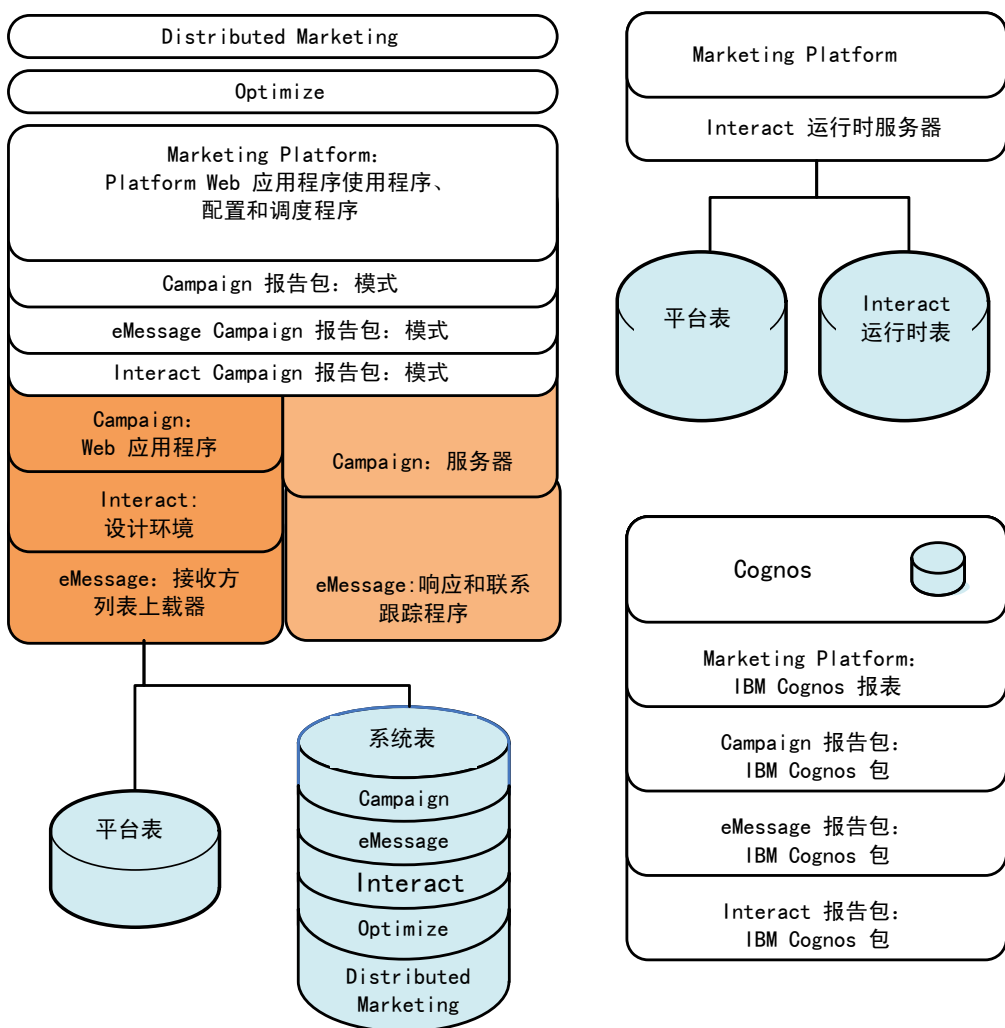 Distributed Marketing
Optimize
Marketing Platform:
Platform Web 应用程序使用程序、
配置和调度程序
Campaign 报告包: 模式
eMessage Campaign 报告包: 模式
Interact Campaign 报告包: 模式
Campaign:
Web 应用程序
Campaign: 服务器
Interact:
设计环境
eMessage: 接收方
列表上载器
eMessage:响应和联系
跟踪程序
平台表
系统表
Campaign
eMessage
Interact
Optimize
Distributed
Marketing
Marketing Platform
Interact 运行时服务器
平台表
Interact
运行时表
Cognos
Marketing Platform:
IBM Cognos 报表
Campaign 报告包:
IBM Cognos 包
eMessage 报告包:
IBM Cognos 包
Interact 报告包:
IBM Cognos 包